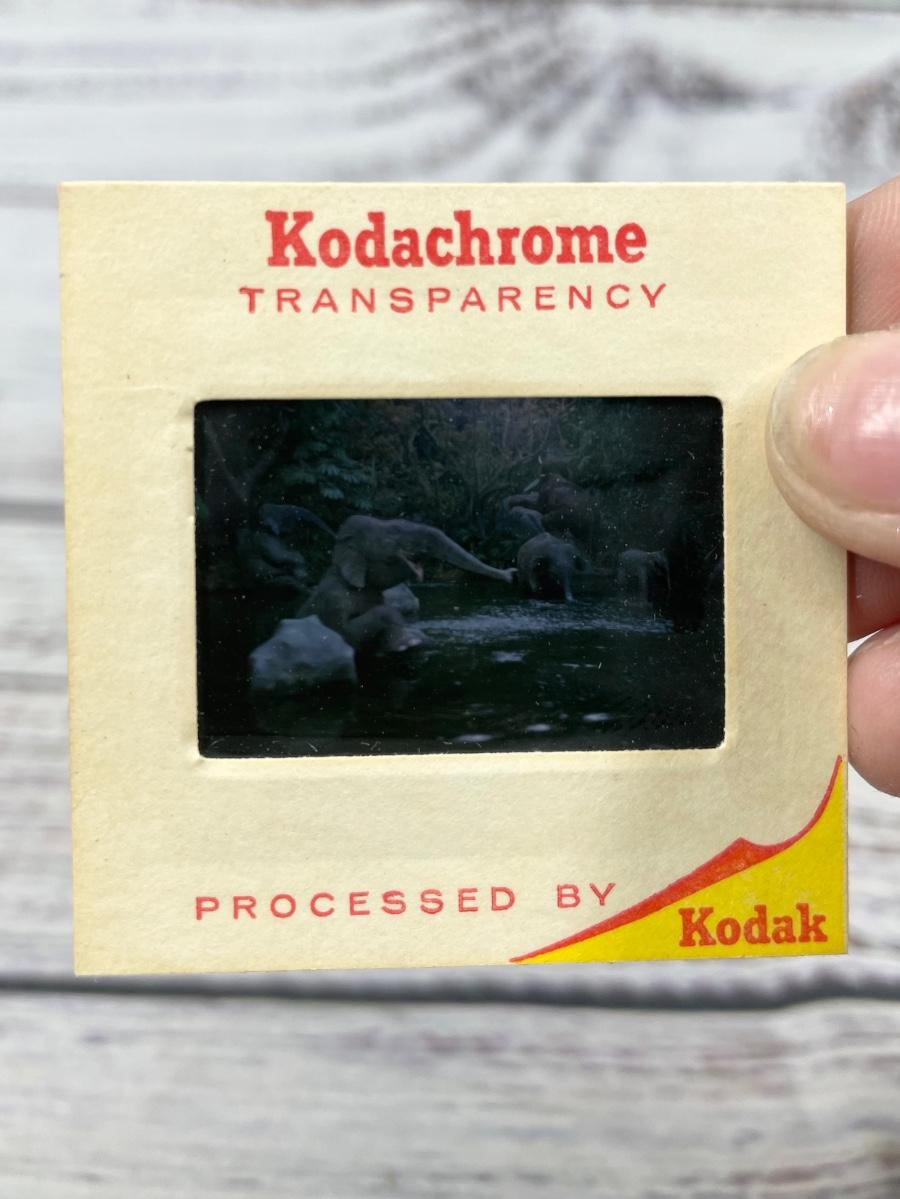 Kodachrome
TRANSPARENCY
PROCESSED BY
Kodak